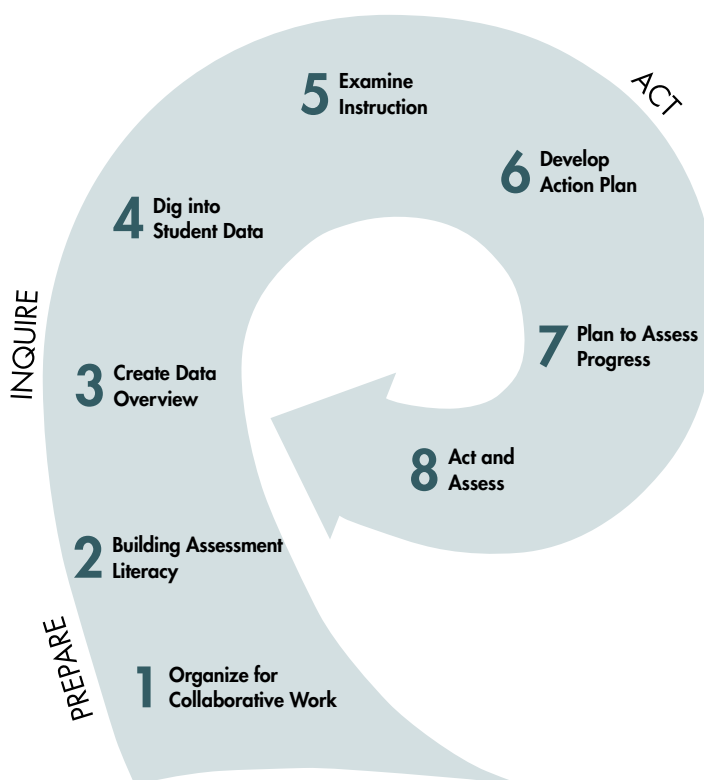 ACT
5 Examine
Instruction
6 Develop
Action Plan
4 Dig into
Student Data
INQUIRE
7 Plan to Assess
Progress
3 Create Data
Overview
8 Act and
Assess
2 Building Assessment
Literacy
PREPARE
1 Organize for
Collaborative Work